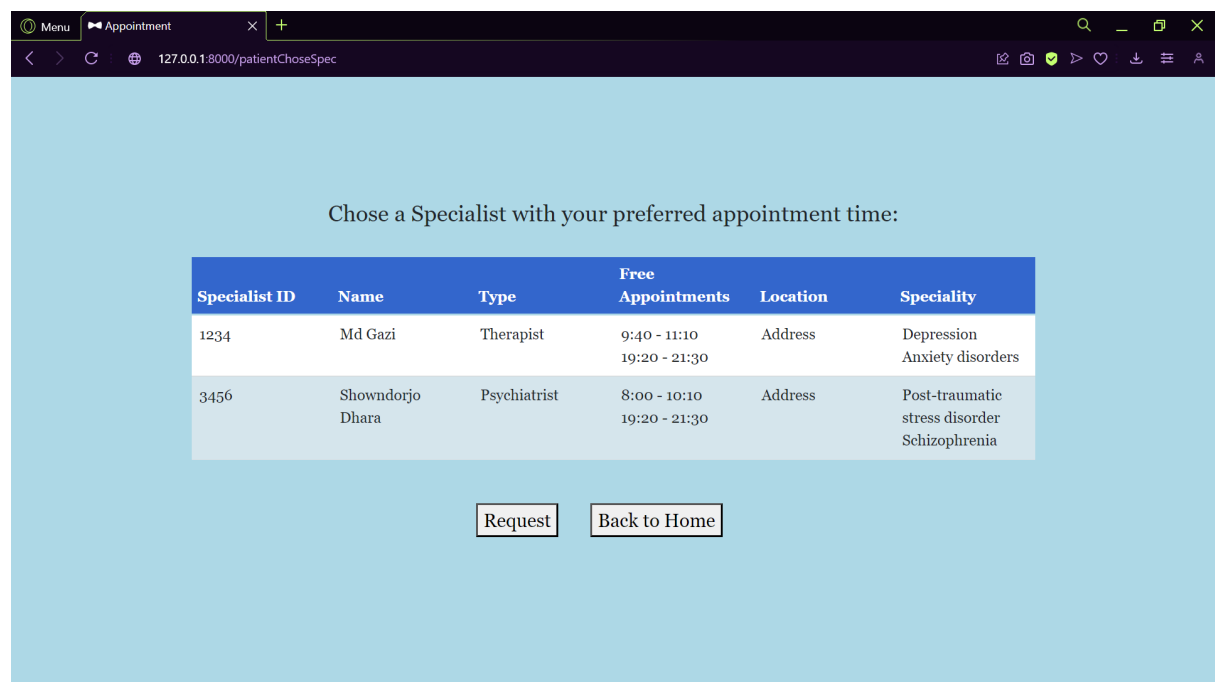 Menu
Appointment
127.0.0.1:8000/patientChoseSpec
Chose a Specialist with your preferred appointment time:
Specialist ID Name Type Free Appointments Location Speciality
1234 Md Gazi Therapist 9:40 - 11:10 Address Depression
19:20 - 21:30 Anxiety disorders
3456 Showndorjo Psychiatrist 8:00 - 10:10 Address Post-traumatic
Dhara 19:20 - 21:30 stress disorder
Schizophrenia
Request Back to Home